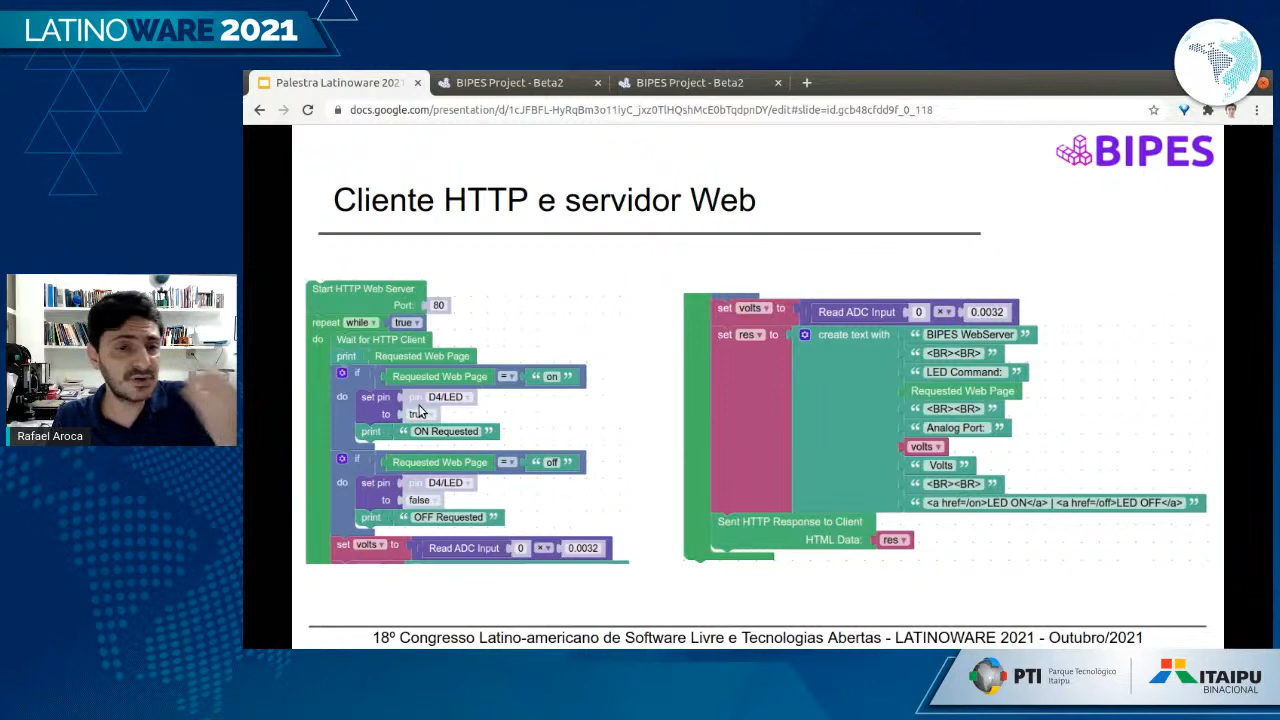 LATINOWARE 2021
Palestra Latinoware 2021
BIPES Project - Beta2
BIPES Project - Beta2
docs.google.com/presentation/d/1cJFBFL-HyRqBm3o11iyC_jxz0TlHQshMcE0bTqdpnDY/edit#slide=id.gcb48cfdd9f_0_118
BIPES
Cliente HTTP e servidor Web
Start HTTP Web Server
Port: 80
repeat while true
do Wait for HTTP Client
print Requested Web Page
if Requested Web Page = “ on ”
do set pin pin D4/LED
to true
print “ ON Requested ”
if Requested Web Page = “ off ”
do set pin pin D4/LED
to false
print “ OFF Requested ”
set volts to Read ADC Input 0 × 0.0032
set volts to Read ADC Input 0 × 0.0032
set res to create text with “ BIPES WebServer ”
“ <BR><BR> ”
“ LED Command: ”
Requested Web Page
“ <BR><BR> ”
“ Analog Port: ”
volts
“ Volts ”
“ <BR><BR> ”
“ <a href=/on>LED ON</a> | <a href=/off>LED OFF</a> ”
Sent HTTP Response to Client
HTML Data: res
Rafael Aroca
18º Congresso Latino-americano de Software Livre e Tecnologias Abertas - LATINOWARE 2021 - Outubro/2021
PTI Parque Tecnológico
Itaipu
ITAIPU
BINACIONAL